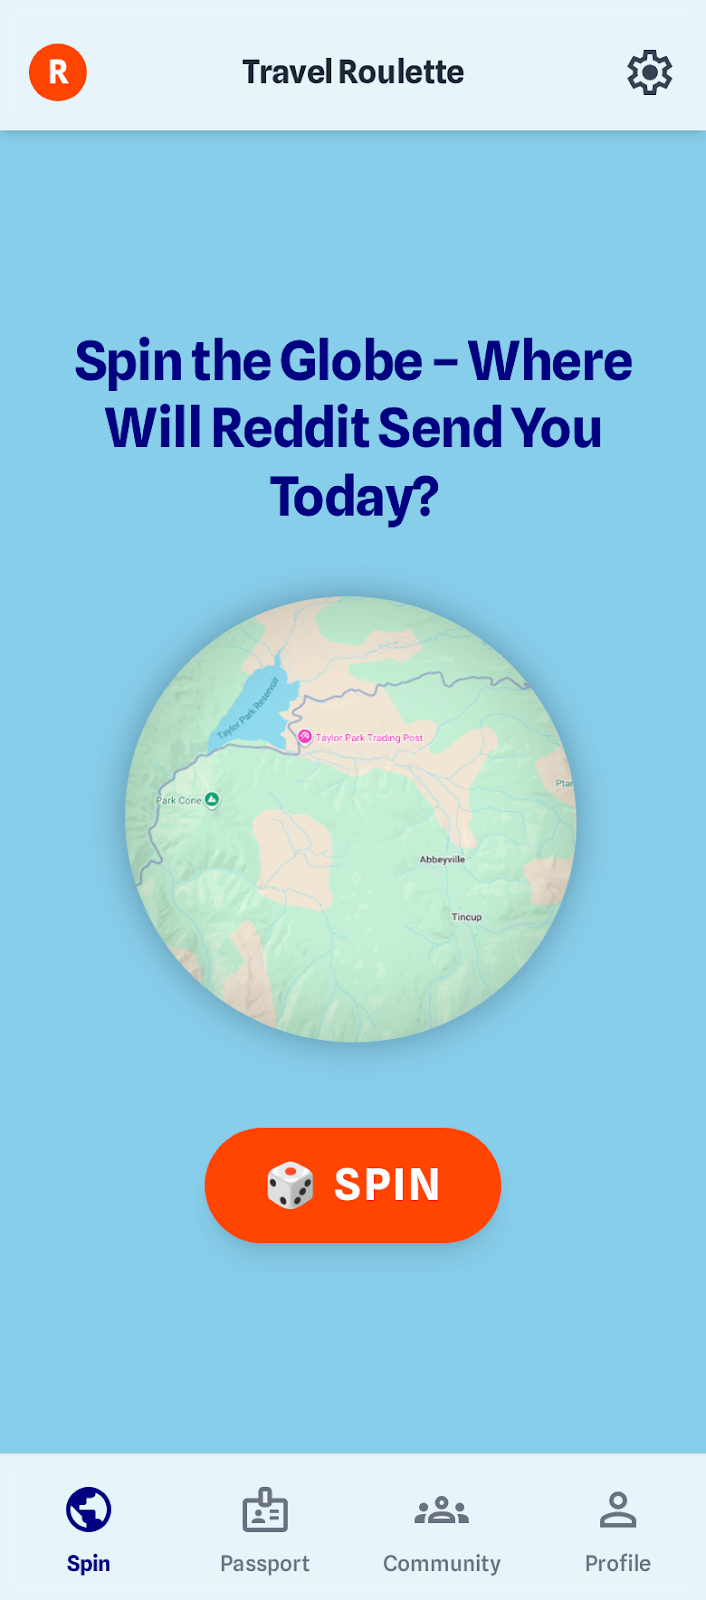 R
Travel Roulette
Spin the Globe – Where
Will Reddit Send You
Today?
Taylor Park Reservoir
Taylor Park Trading Post
Ptar
Park Cone
Abbeyville
Tincup
SPIN
Spin
Passport
Community
Profile